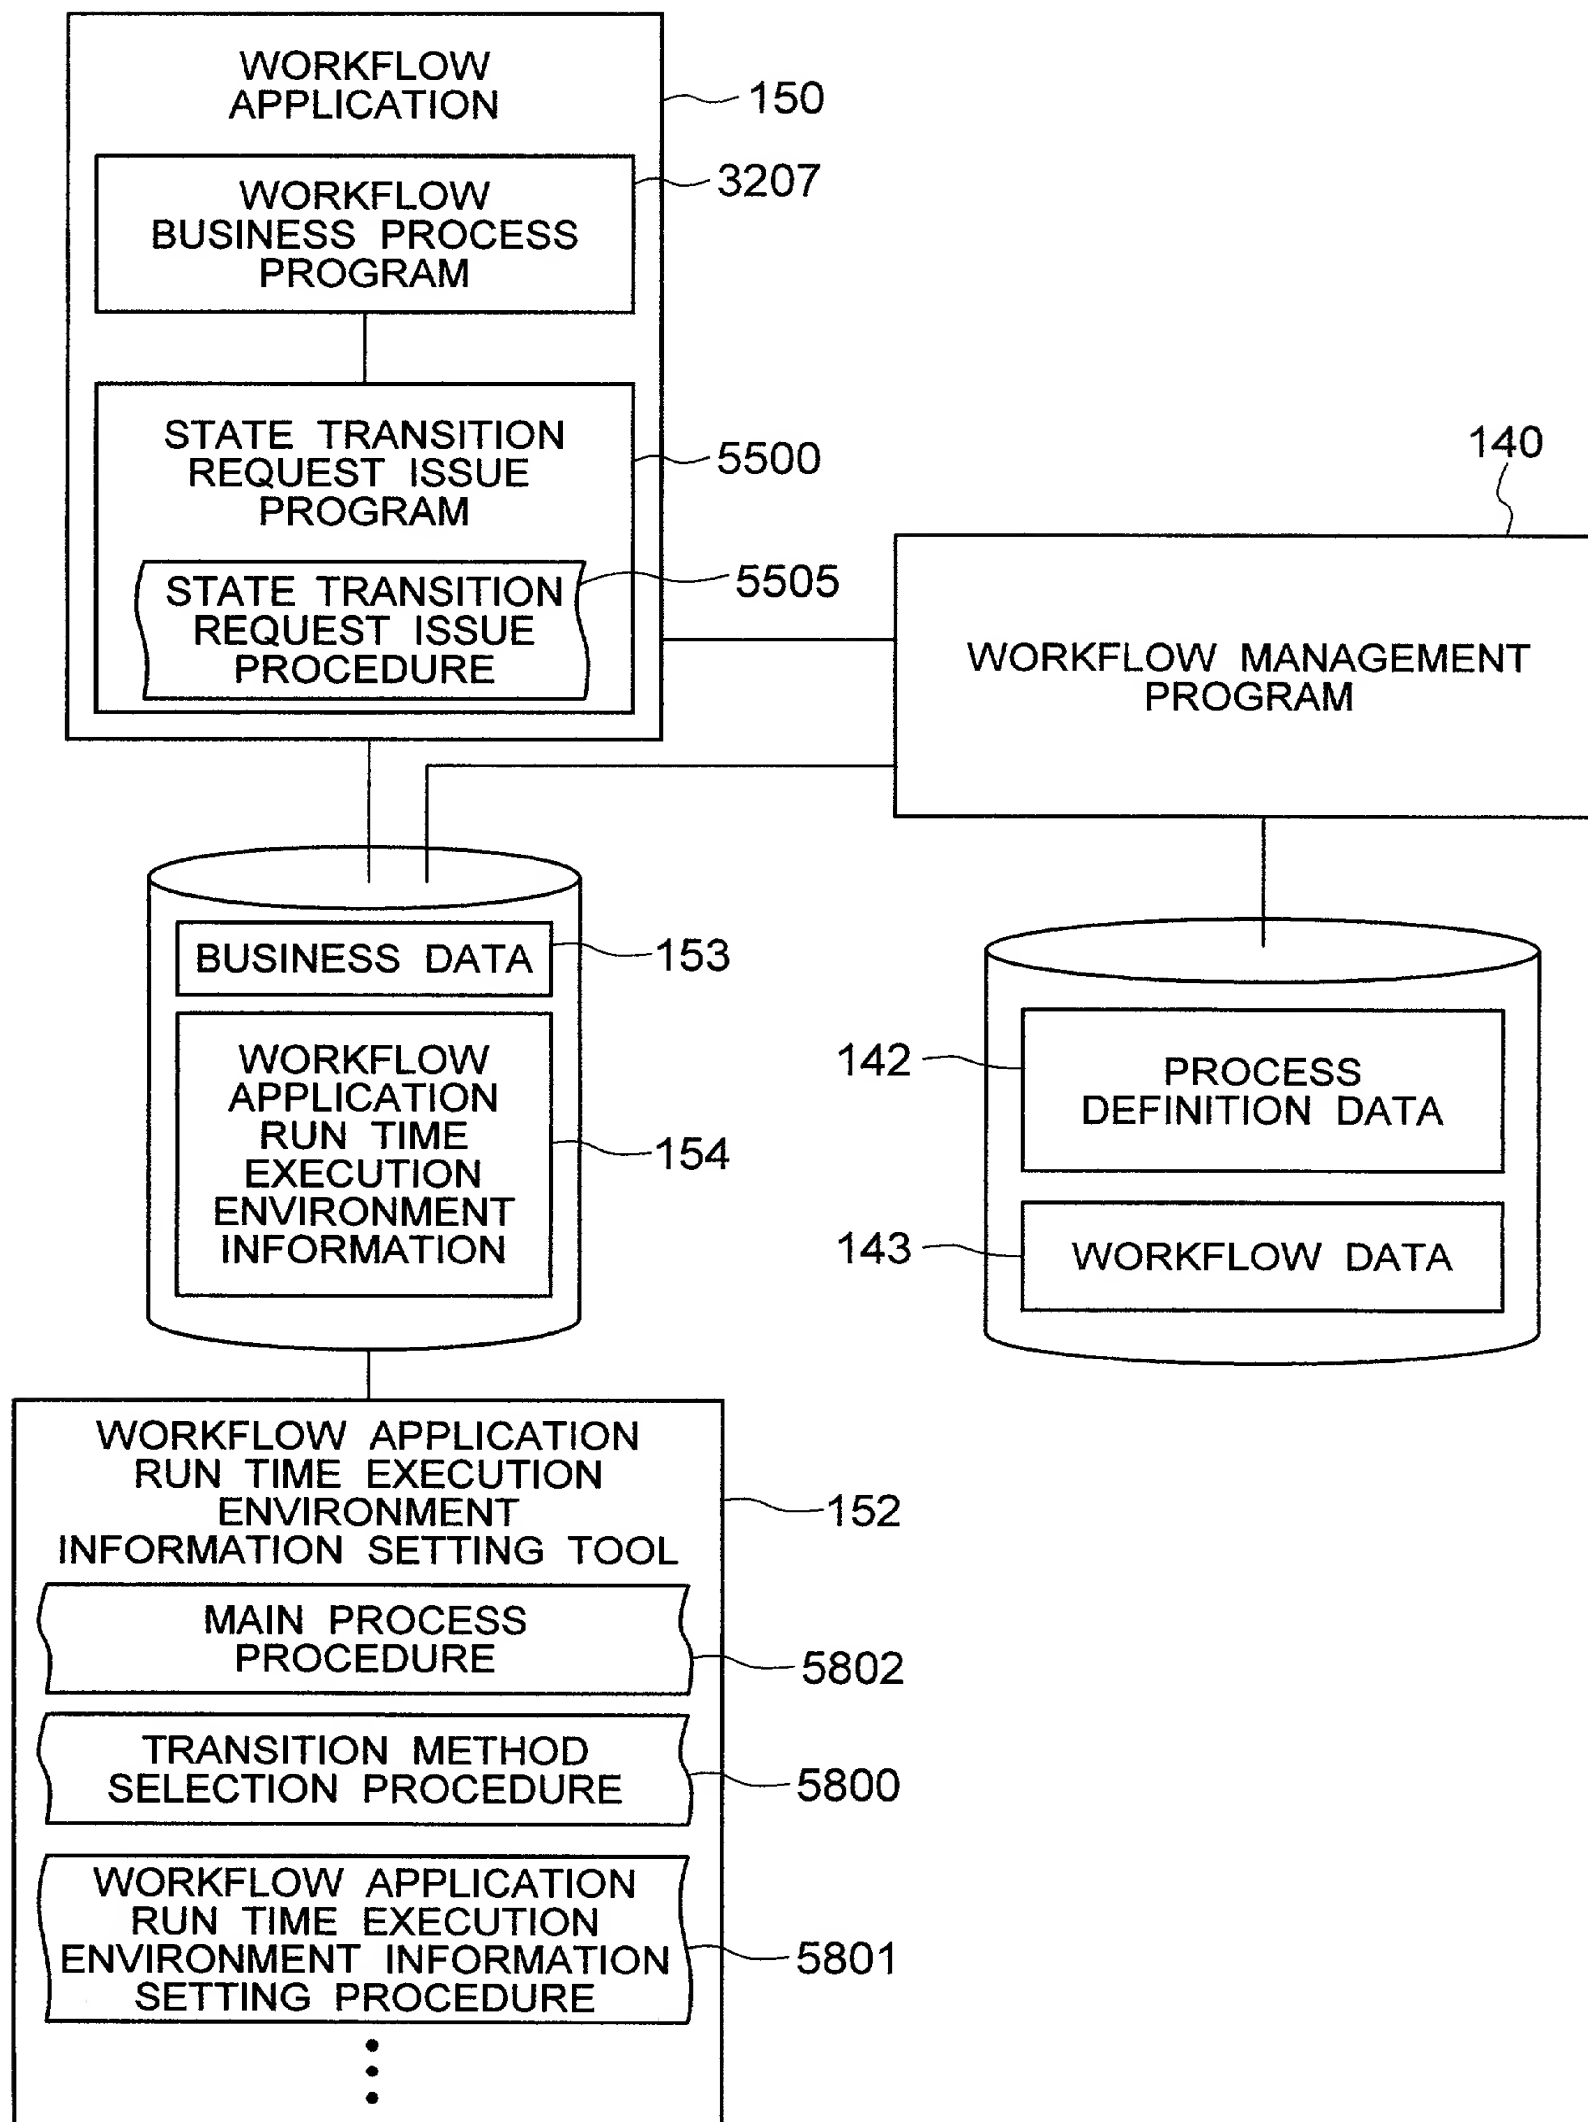 WORKFLOW
APPLICATION
150
WORKFLOW
BUSINESS PROCESS
PROGRAM
3207
STATE TRANSITION
REQUEST ISSUE
PROGRAM
5500
STATE TRANSITION
REQUEST ISSUE
PROCEDURE
5505
140
WORKFLOW MANAGEMENT
PROGRAM
BUSINESS DATA
153
WORKFLOW
APPLICATION
RUN TIME
EXECUTION
ENVIRONMENT
INFORMATION
154
142
PROCESS
DEFINITION DATA
143
WORKFLOW DATA
WORKFLOW APPLICATION
RUN TIME EXECUTION
ENVIRONMENT
INFORMATION SETTING TOOL
152
MAIN PROCESS
PROCEDURE
5802
TRANSITION METHOD
SELECTION PROCEDURE
5800
WORKFLOW APPLICATION
RUN TIME EXECUTION
ENVIRONMENT INFORMATION
SETTING PROCEDURE
5801